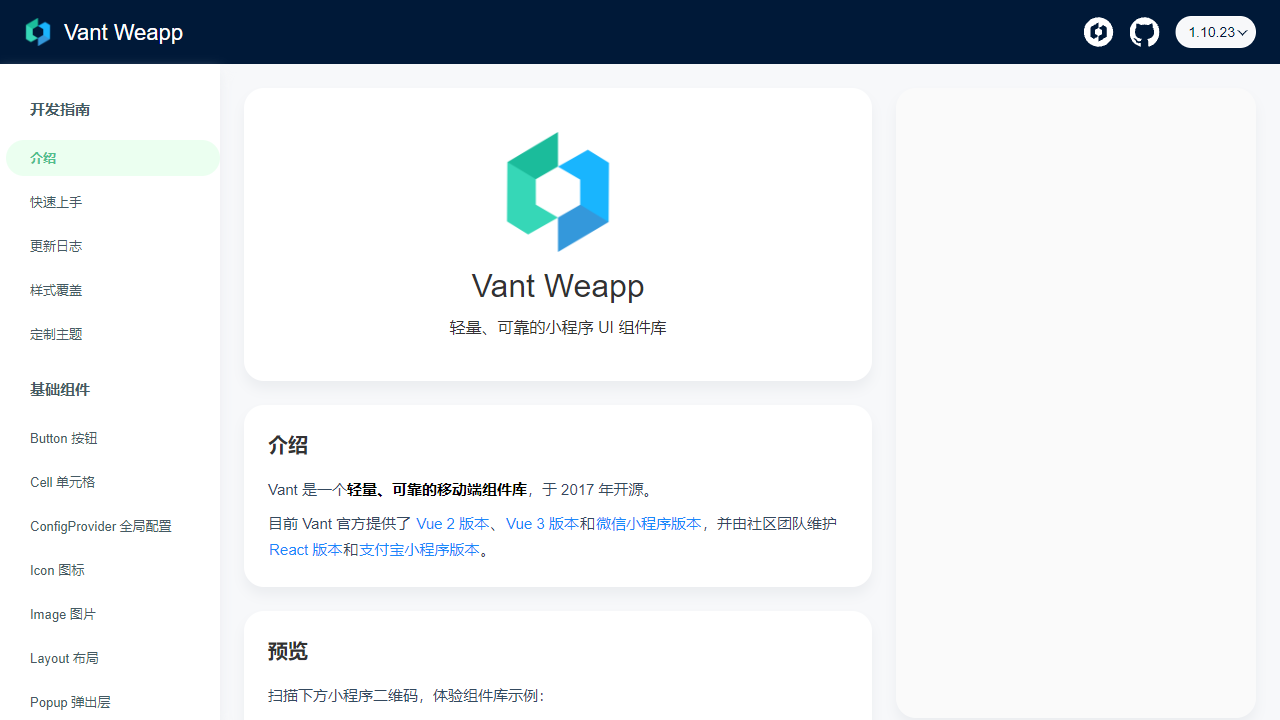 Vant Weapp
1.10.23
开发指南
介绍
快速上手
更新日志
样式覆盖
定制主题
基础组件
Button 按钮
Cell 单元格
ConfigProvider 全局配置
Icon 图标
Image 图片
Layout 布局
Popup 弹出层
Vant Weapp
轻量、可靠的小程序 UI 组件库
介绍
Vant 是一个轻量、可靠的移动端组件库，于 2017 年开源。
目前 Vant 官方提供了 Vue 2 版本、Vue 3 版本和微信小程序版本，并由社区团队维护
React 版本和支付宝小程序版本。
预览
扫描下方小程序二维码，体验组件库示例：